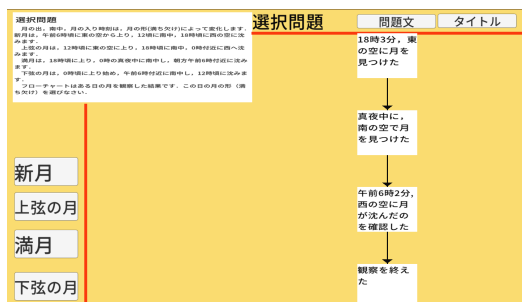 選択問題
月の出，南中，月の入り時刻は，月の形(満ち欠け)によって変化します．
新月は，午前6時頃に東の空から上り，12頃に南中，18時頃に西の空に沈
みます．
上弦の月は，12時頃に東の空に上り，18時頃に南中，0時付近に西へ沈
みます．
満月は，18時頃に上り，0時の真夜中に南中し，朝方午前6時付近に沈み
ます．
下弦の月は，0時頃に上り始め，午前6時付近に南中し，12時頃に沈みま
す．
フローチャートはある日の月を観察した結果です．この日の月の形（満
ち欠け）を選びなさい．
選択問題
問題文
タイトル
18時3分，東
の空に月を
見つけた
真夜中に，
南の空で月
を見つけた
午前6時2分，
西の空に月
が沈んだの
を確認した
観察を終え
た
新月
上弦の月
満月
下弦の月